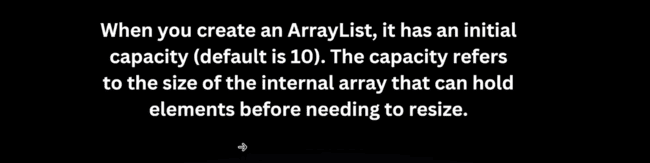 When you create an ArrayList, it has an initial
capacity (default is 10). The capacity refers
to the size of the internal array that can hold
elements before needing to resize.